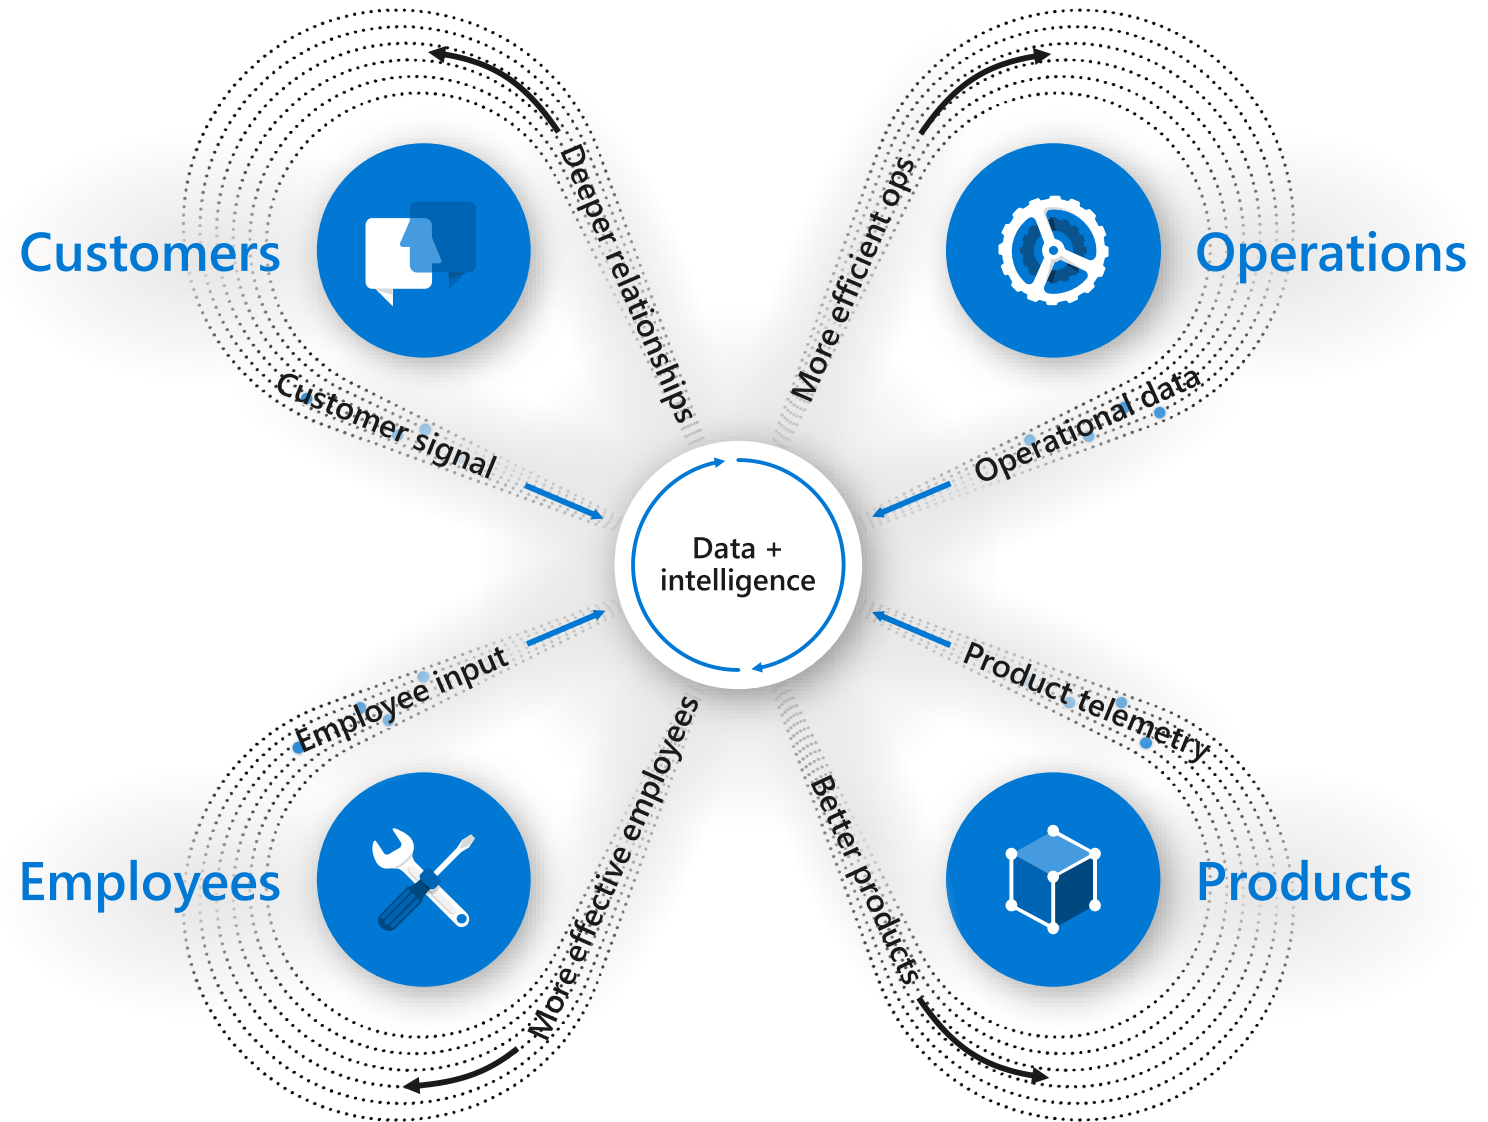 Deeper relationships
More efficient ops
Customers
Operations
Customer signal
Operational data
Data +
intelligence
Employee input
Product telemetry
More effective employees
Better products
Employees
Products